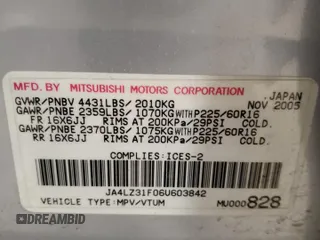 MFD. BY MITSUBISHI MOTORS CORPORATION JAPAN
GVWR/PNBV 4431LBS/2010KG NOV 2005
GAWR/PNBE 2359LBS/1070KG WITH P225/60R16
FR 16X6JJ RIMS AT 200KPa/29PSI COLD.
GAWR/PNBE 2370LBS/1075KG WITH P225/60R16
RR 16X6JJ RIMS AT 200KPa/29PSI COLD.
COMPLIES:ICES-2
JA4LZ31F06U603842
VEHICLE TYPE:MPV/VTUM MU000828
AUTOBIDMASTER